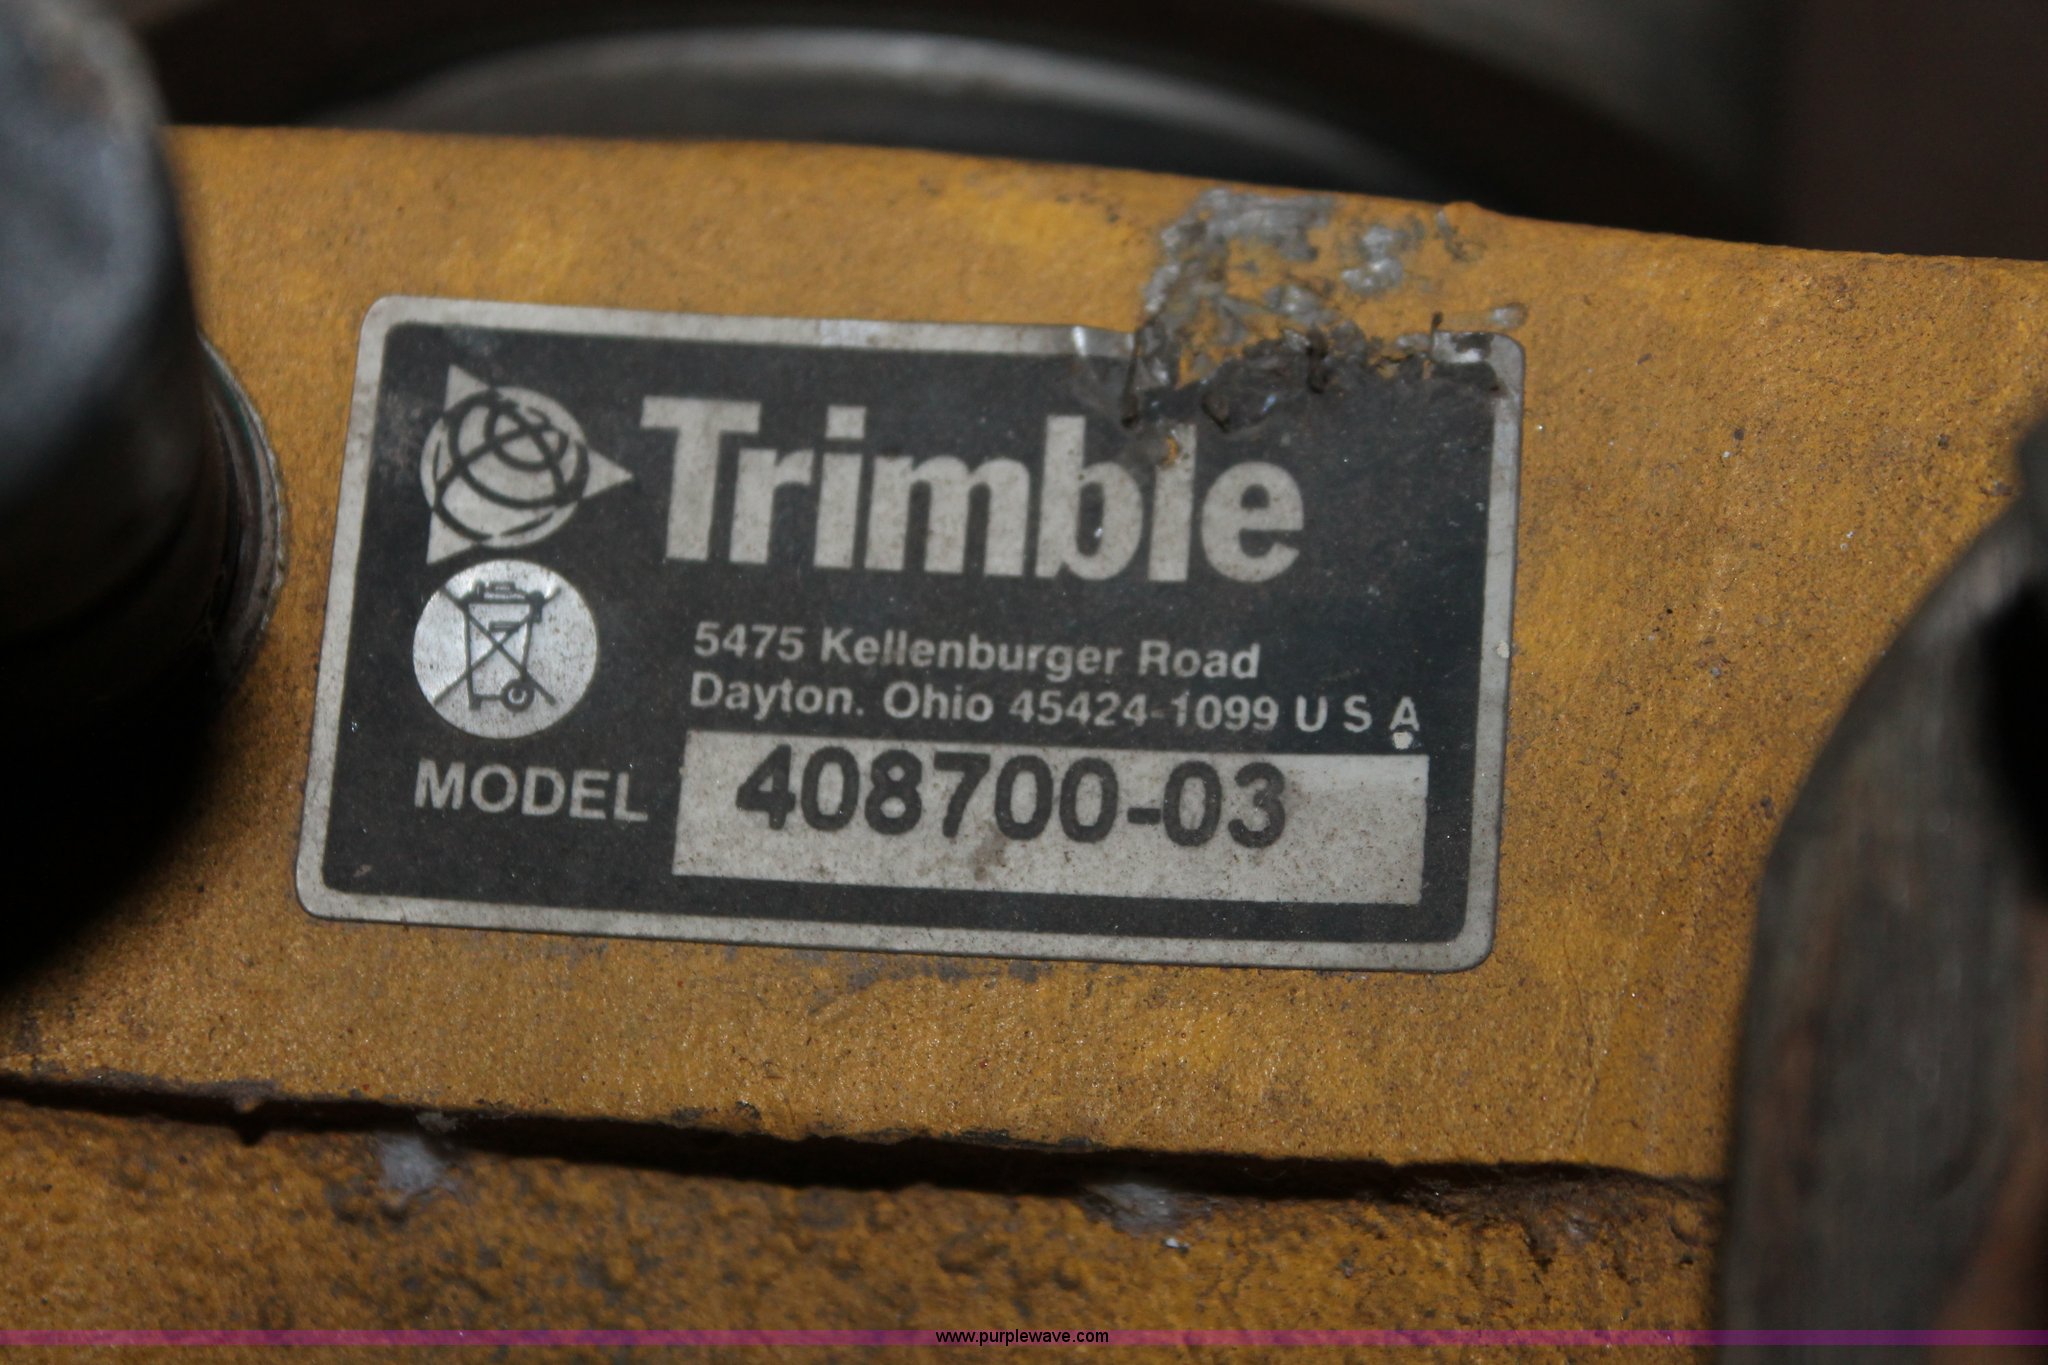 Trimble
5475 Kellenburger Road
Dayton. Ohio 45424-1099 U S A
MODEL 408700-03
www.purplewave.com